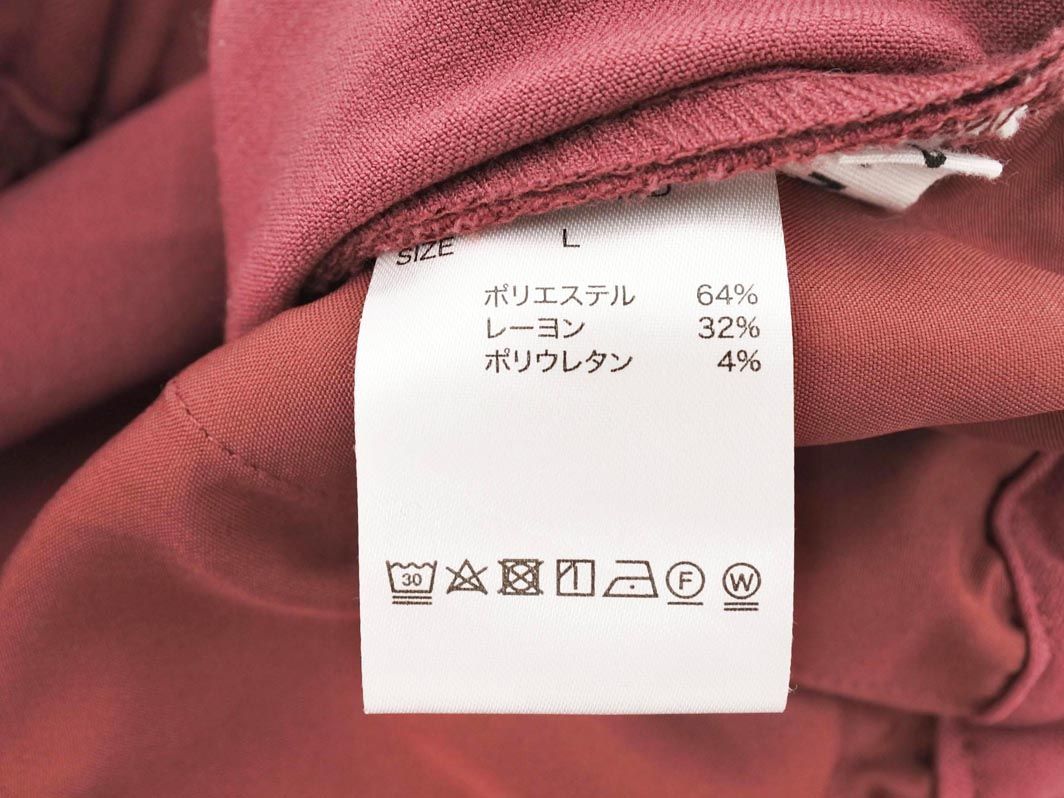 SIZE L
ポリエステル 64%
レーヨン 32%
ポリウレタン 4%
30 F W